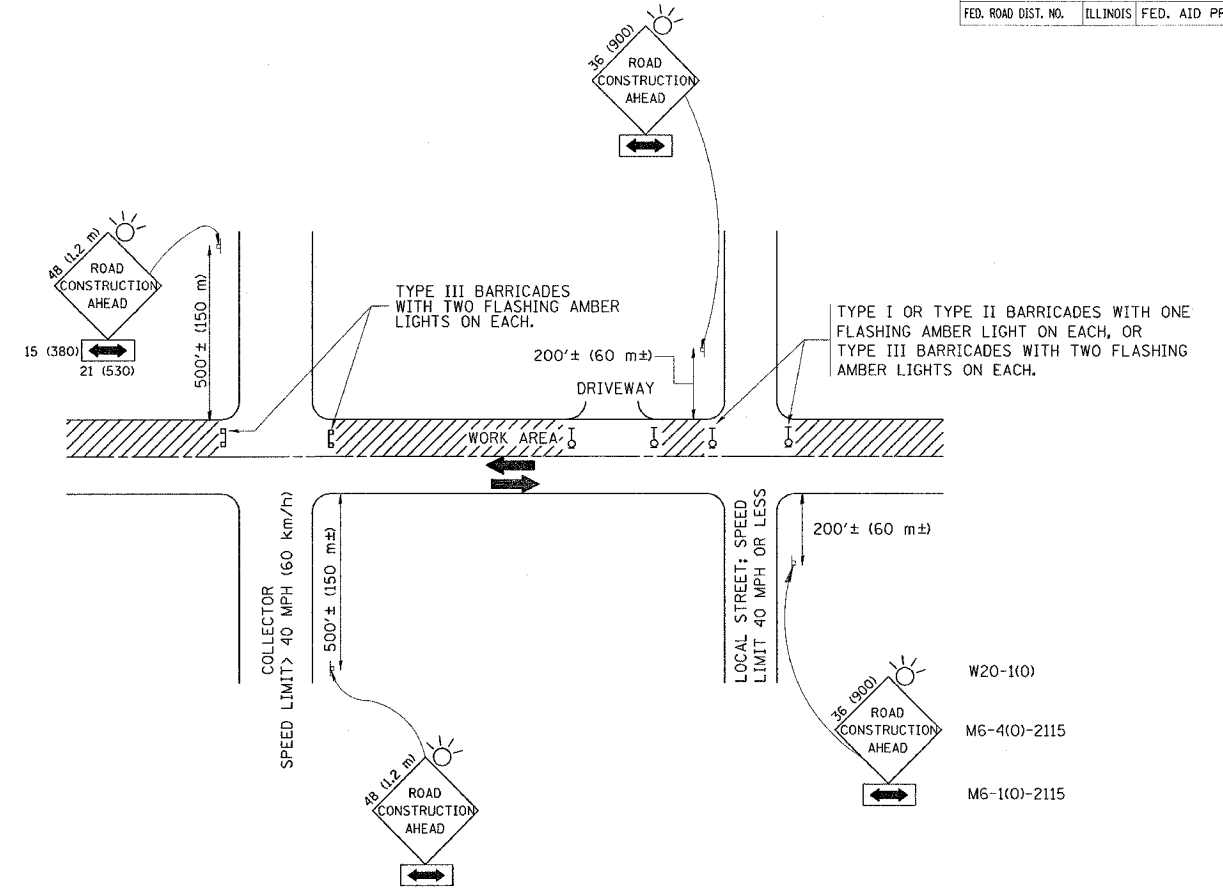 FED. ROAD DIST. NO. ILLINOIS FED. AID PR
36 (900)
ROAD
CONSTRUCTION
AHEAD
48 (1.2 m)
ROAD
CONSTRUCTION
AHEAD
15 (380)
21 (530)
500'± (150 m)
TYPE III BARRICADES
WITH TWO FLASHING AMBER
LIGHTS ON EACH.
200'± (60 m±)
DRIVEWAY
TYPE I OR TYPE II BARRICADES WITH ONE
FLASHING AMBER LIGHT ON EACH, OR
TYPE III BARRICADES WITH TWO FLASHING
AMBER LIGHTS ON EACH.
WORK AREA
COLLECTOR
SPEED LIMIT> 40 MPH (60 km/h)
500'± (150 m±)
LOCAL STREET; SPEED
LIMIT 40 MPH OR LESS
200'± (60 m±)
48 (1.2 m)
ROAD
CONSTRUCTION
AHEAD
36 (900)
ROAD
CONSTRUCTION
AHEAD
W20-1(O)
M6-4(O)-2115
M6-1(O)-2115